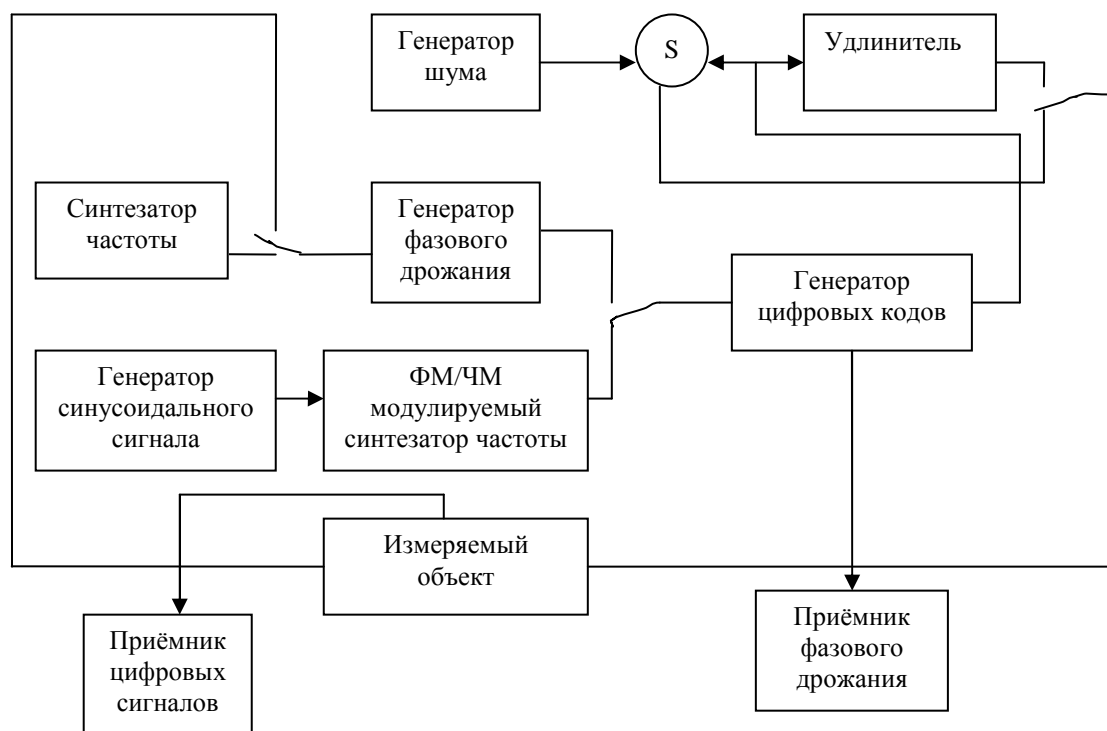 Генератор
шума
S
Удлинитель
Синтезатор
частоты
Генератор
фазового
дрожания
Генератор
цифровых кодов
Генератор
синусоидального
сигнала
ФМ/ЧМ
модулируемый
синтезатор частоты
Измеряемый
объект
Приёмник
цифровых
сигналов
Приёмник
фазового
дрожания